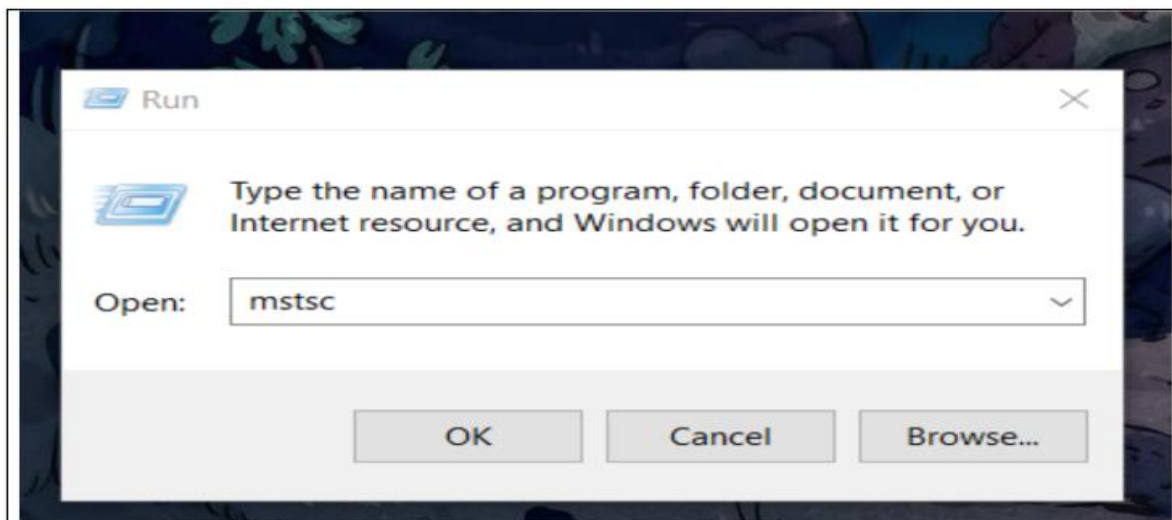 Run
Type the name of a program, folder, document, or
Internet resource, and Windows will open it for you.
Open: mstsc
OK Cancel Browse...